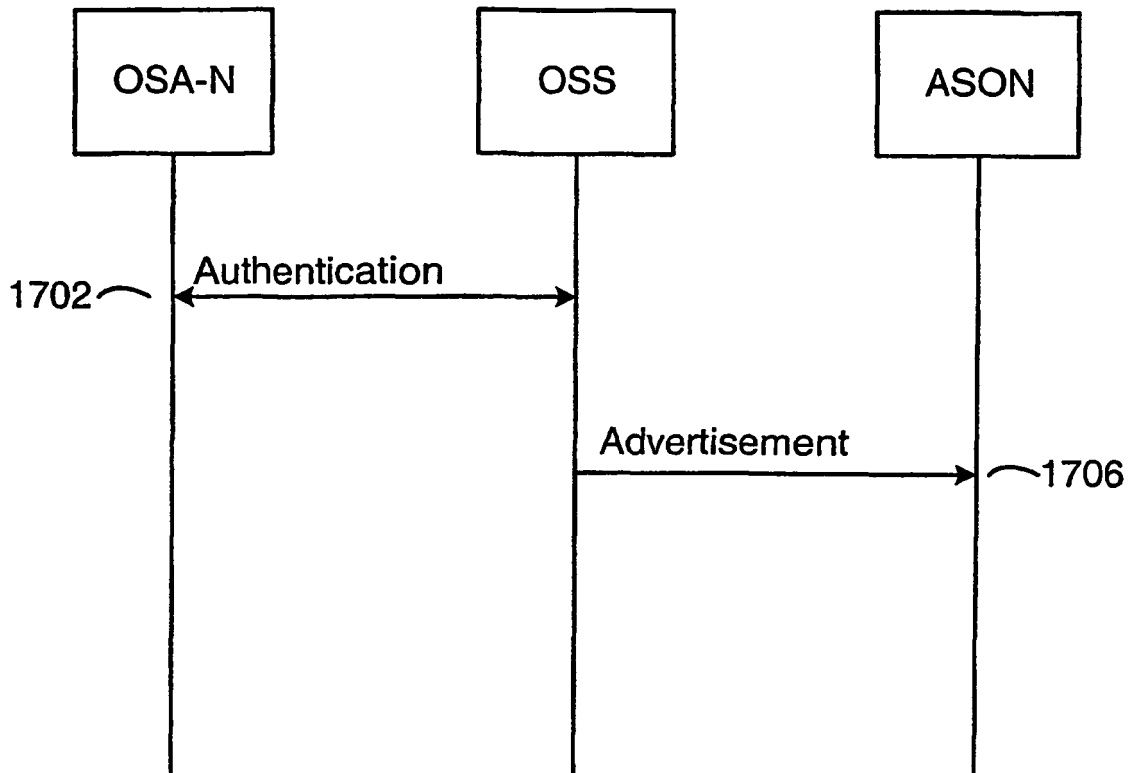 OSA-N
OSS
ASON
Authentication
1702
Advertisement
1706